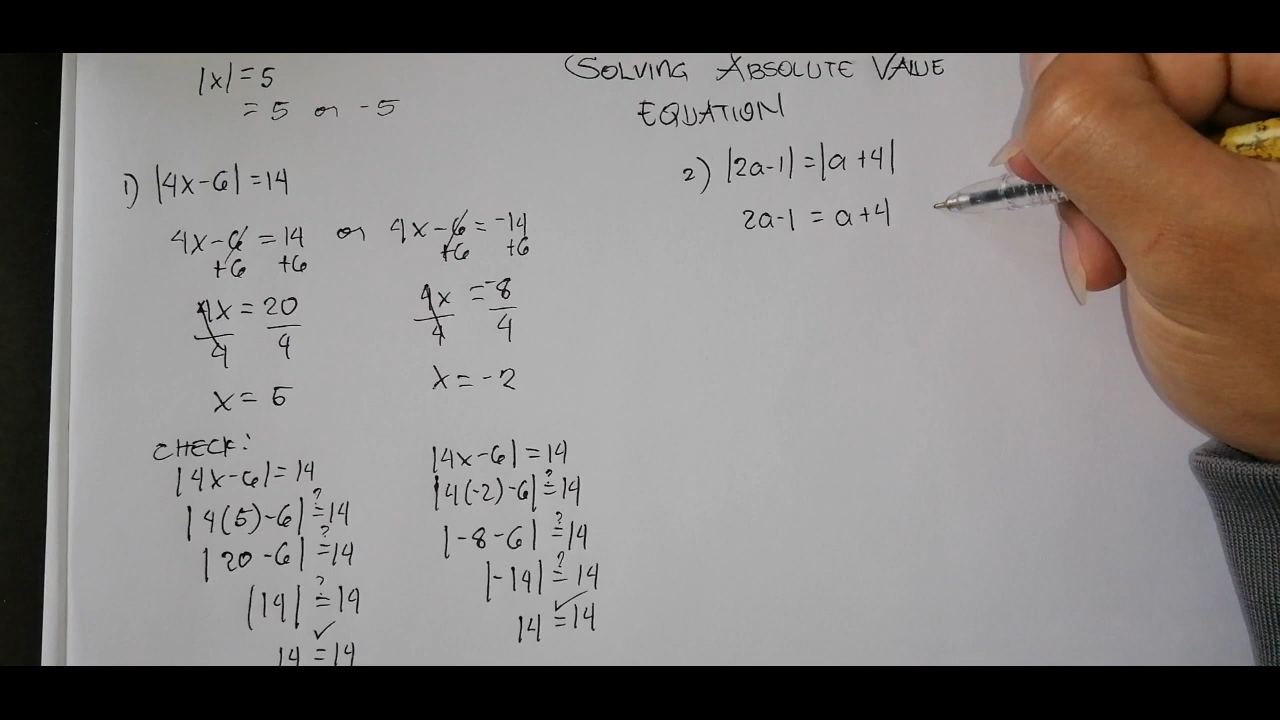 |x| = 5
= 5 or -5
1) |4x-6| = 14
4x-6 = 14 or 4x-6 = -14
+6 +6 +6 +6
4x = 20 4x = -8
4 4 4 4
x = 5 x = -2
CHECK:
|4x-6| = 14 |4x-6| = 14
|4(5)-6| ≟ 14 |4(-2)-6| ≟ 14
|20-6| ≟ 14 |-8-6| ≟ 14
|14| ≟ 14 |-14| ≟ 14
14 = 14 ✓ 14 = 14 ✓
SOLVING ABSOLUTE VALUE
EQUATION
2) |2a-1| = |a+4|
2a-1 = a+4